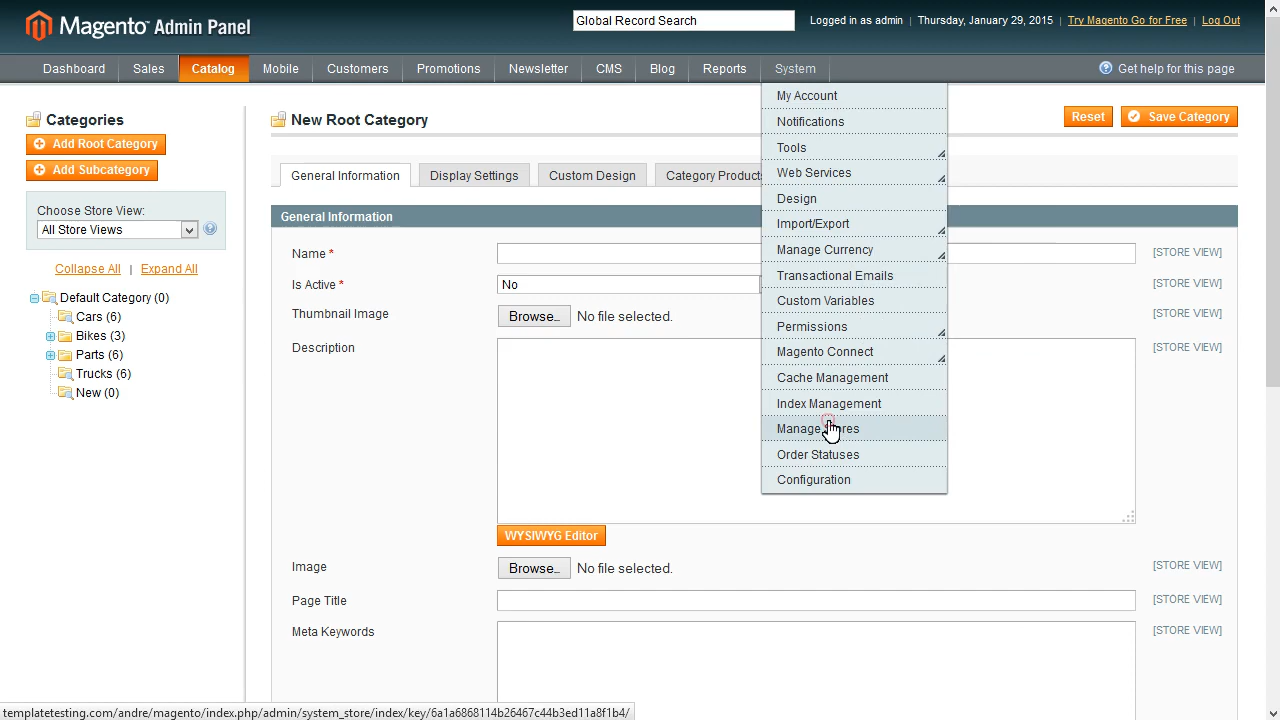 Magento Admin Panel
Global Record Search
Logged in as admin | Thursday, January 29, 2015 | Try Magento Go for Free | Log Out
Dashboard Sales Catalog Mobile Customers Promotions Newsletter CMS Blog Reports System
Get help for this page
My Account
Notifications
Tools
Web Services
Design
Import/Export
Manage Currency
Transactional Emails
Custom Variables
Permissions
Magento Connect
Cache Management
Index Management
Manage
Order Statuses
Configuration
Categories
Add Root Category
Add Subcategory
Choose Store View:
All Store Views
Collapse All | Expand All
Default Category (0)
Cars (6)
Bikes (3)
Parts (6)
Trucks (6)
New (0)
New Root Category
Reset Save Category
General Information Display Settings Custom Design Category Products
General Information
Name * [STORE VIEW]
Is Active * No [STORE VIEW]
Thumbnail Image Browse... No file selected. [STORE VIEW]
Description [STORE VIEW]
WYSIWYG Editor
Image Browse... No file selected. [STORE VIEW]
Page Title [STORE VIEW]
Meta Keywords [STORE VIEW]
templatetesting.com/andre/magento/index.php/admin/system_store/index/key/6a1a6868114b26467c44b3ed11a8f1b4/